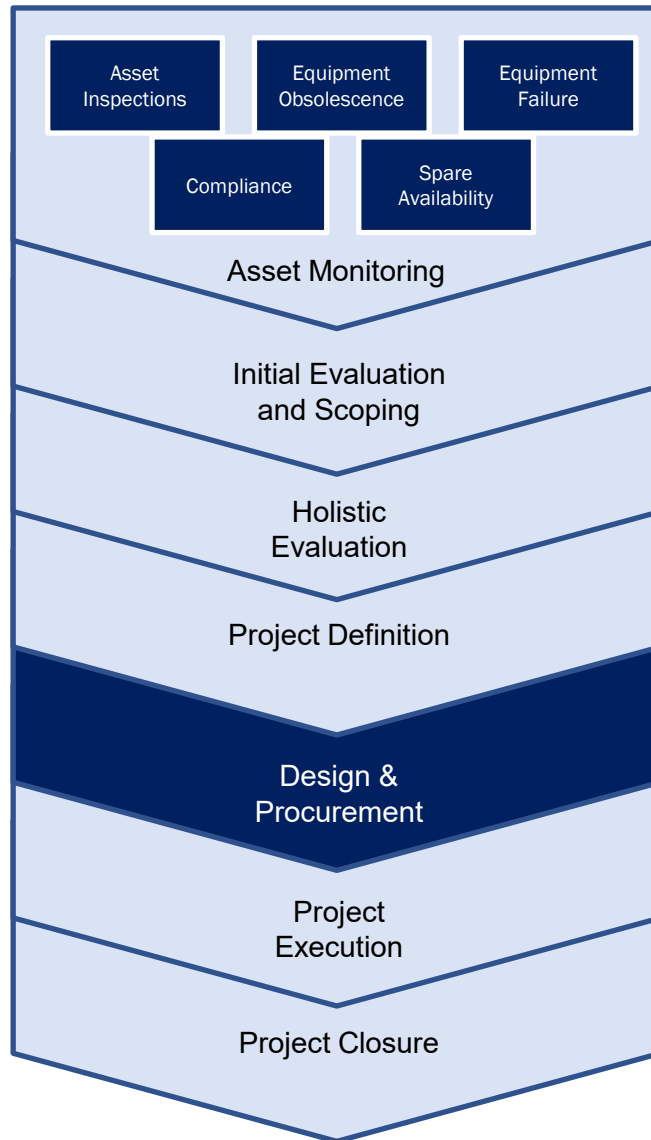 Asset
Inspections
Equipment
Obsolescence
Equipment
Failure
Compliance
Spare
Availability
Asset Monitoring
Initial Evaluation
and Scoping
Holistic
Evaluation
Project Definition
Design &
Procurement
Project
Execution
Project Closure